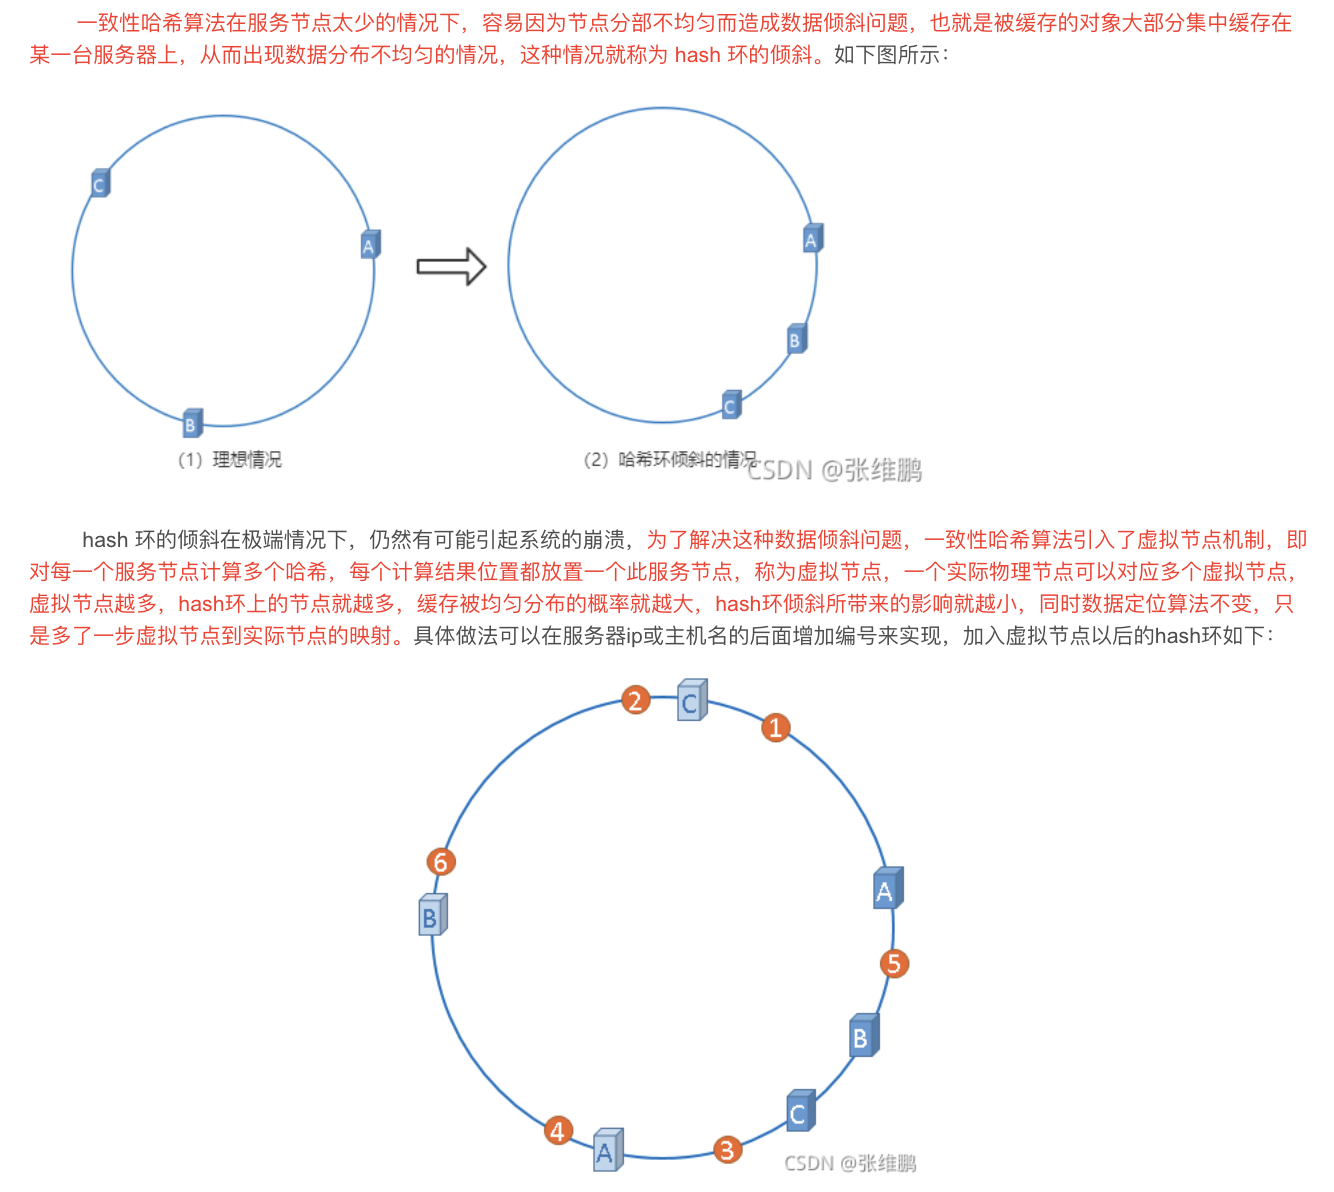 一致性哈希算法在服务节点太少的情况下，容易因为节点分部不均匀而造成数据倾斜问题，也就是被缓存的对象大部分集中缓存在
某一台服务器上，从而出现数据分布不均匀的情况，这种情况就称为 hash 环的倾斜。如下图所示：
C
A
B
A
B
C
（1）理想情况
（2）哈希环倾斜的情况
CSDN @张维鹏
hash 环的倾斜在极端情况下，仍然有可能引起系统的崩溃，为了解决这种数据倾斜问题，一致性哈希算法引入了虚拟节点机制，即
对每一个服务节点计算多个哈希，每个计算结果位置都放置一个此服务节点，称为虚拟节点，一个实际物理节点可以对应多个虚拟节点，
虚拟节点越多，hash环上的节点就越多，缓存被均匀分布的概率就越大，hash环倾斜所带来的影响就越小，同时数据定位算法不变，只
是多了一步虚拟节点到实际节点的映射。具体做法可以在服务器ip或主机名的后面增加编号来实现，加入虚拟节点以后的hash环如下：
2
C
1
6
A
B
5
B
C
4
A
3
CSDN @张维鹏